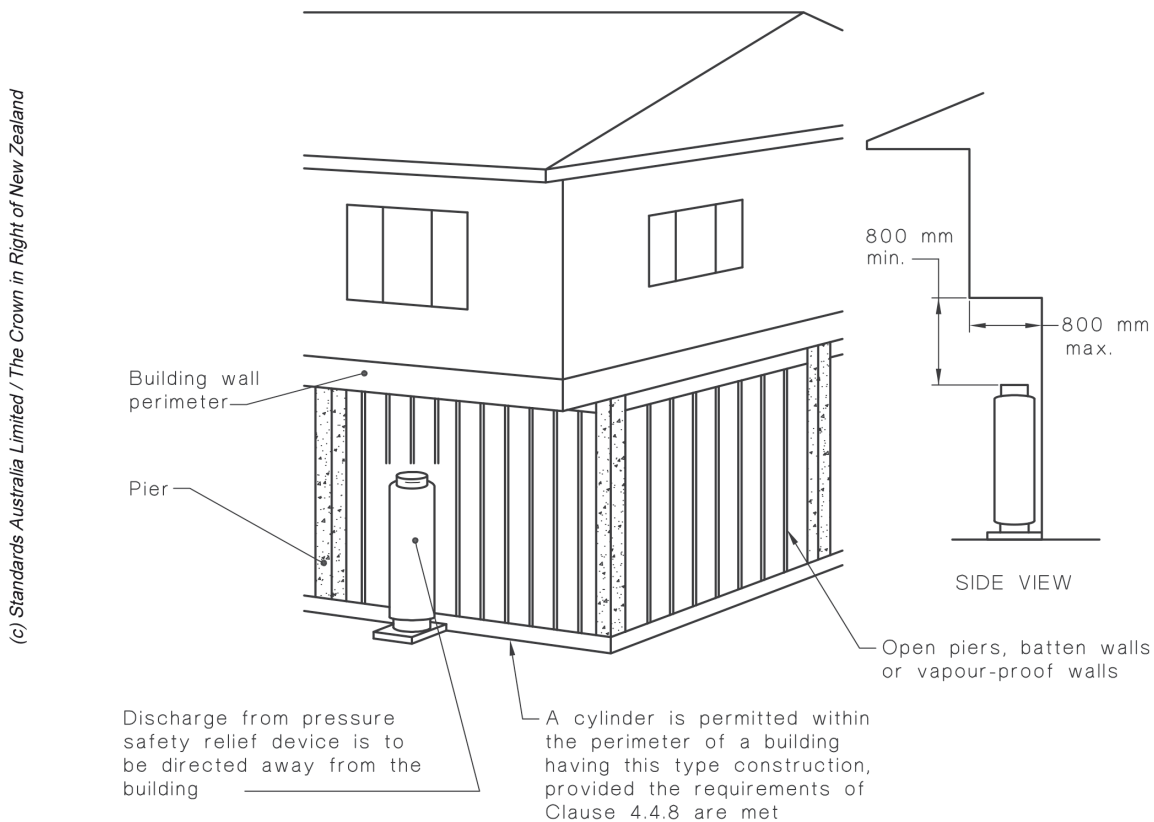 (c) Standards Australia Limited / The Crown in Right of New Zealand
800 mm
min.
800 mm
max.
Building wall
perimeter
Pier
SIDE VIEW
Open piers, batten walls
or vapour-proof walls
Discharge from pressure
safety relief device is to
be directed away from the
building
A cylinder is permitted within
the perimeter of a building
having this type construction,
provided the requirements of
Clause 4.4.8 are met